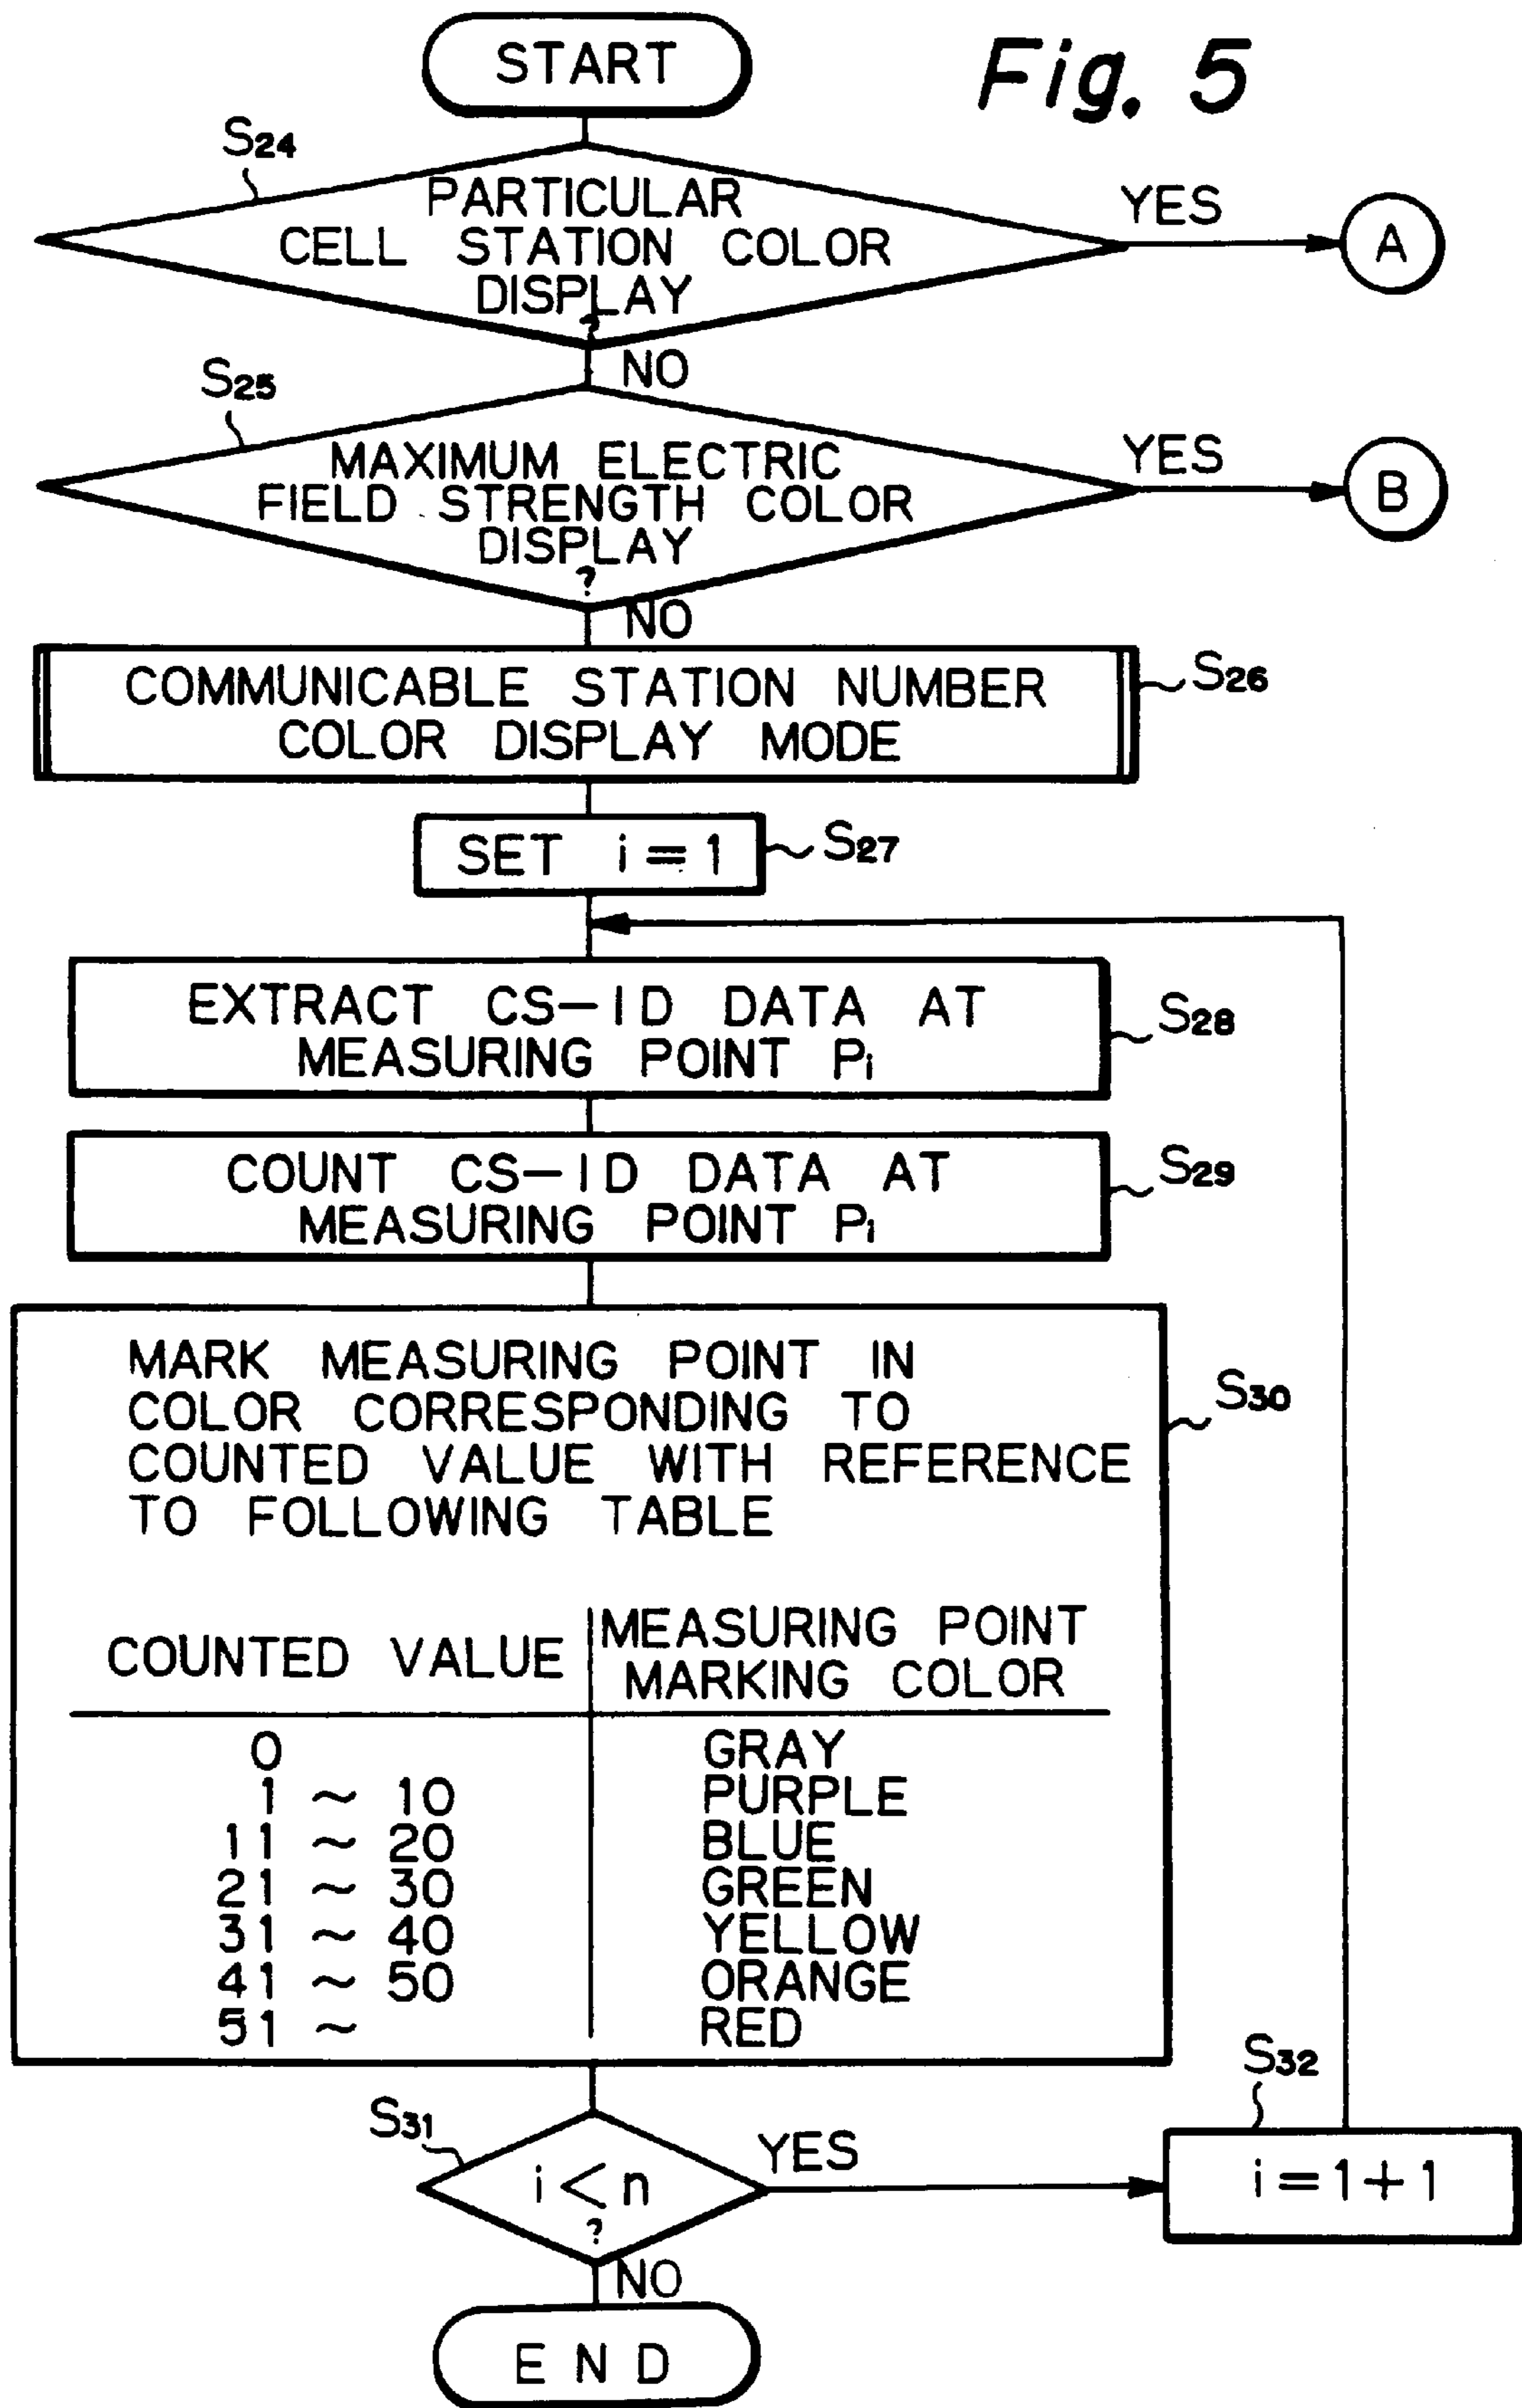 START
Fig. 5
S24
PARTICULAR
CELL STATION COLOR
DISPLAY
?
YES
A
NO
S25
MAXIMUM ELECTRIC
FIELD STRENGTH COLOR
DISPLAY
?
YES
B
NO
COMMUNICABLE STATION NUMBER
COLOR DISPLAY MODE
S26
SET i = 1
S27
EXTRACT CS-ID DATA AT
MEASURING POINT Pi
S28
COUNT CS-ID DATA AT
MEASURING POINT Pi
S29
MARK MEASURING POINT IN
COLOR CORRESPONDING TO
COUNTED VALUE WITH REFERENCE
TO FOLLOWING TABLE
S30
COUNTED VALUE
MEASURING POINT
MARKING COLOR
0 GRAY
1 ~ 10 PURPLE
11 ~ 20 BLUE
21 ~ 30 GREEN
31 ~ 40 YELLOW
41 ~ 50 ORANGE
51 ~ RED
S31
i < n
?
YES
S32
i = 1 + 1
NO
END